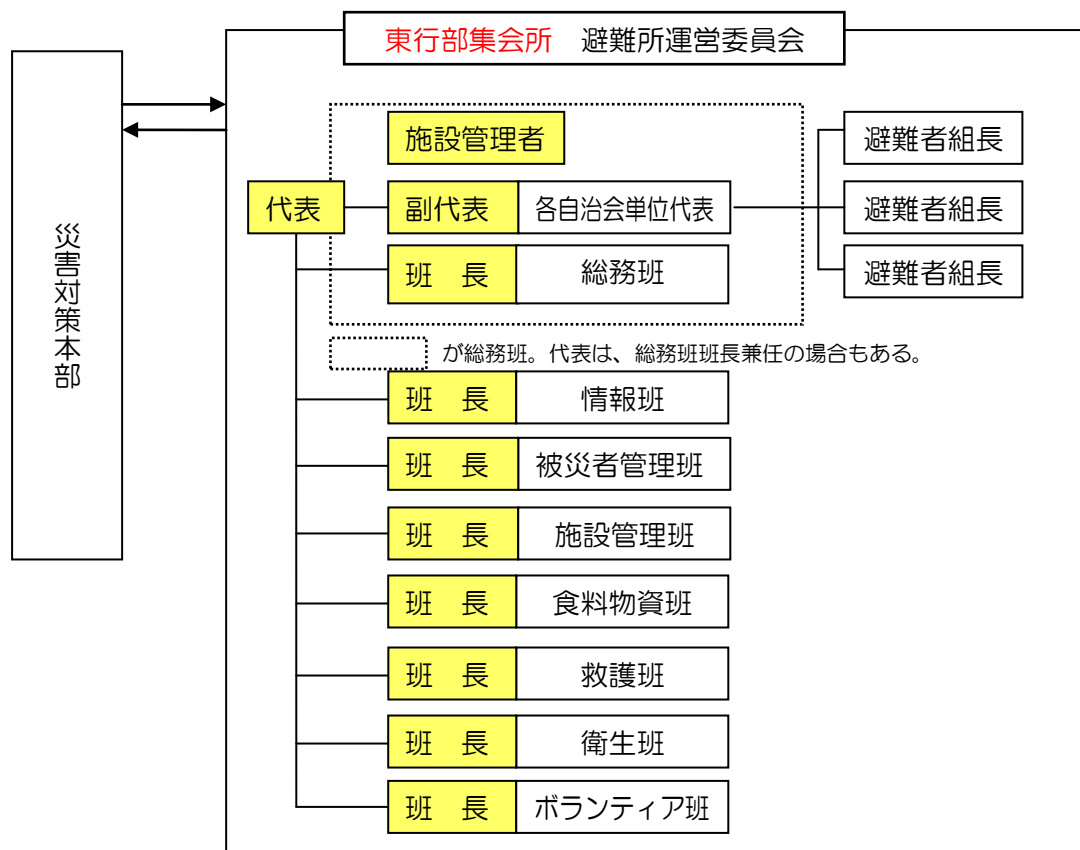 東行部集会所　避難所運営委員会
災害対策本部
施設管理者
避難者組長
代表
副代表
各自治会単位代表
避難者組長
班　長
総務班
避難者組長
が総務班。代表は、総務班班長兼任の場合もある。
班　長
情報班
班　長
被災者管理班
班　長
施設管理班
班　長
食料物資班
班　長
救護班
班　長
衛生班
班　長
ボランティア班